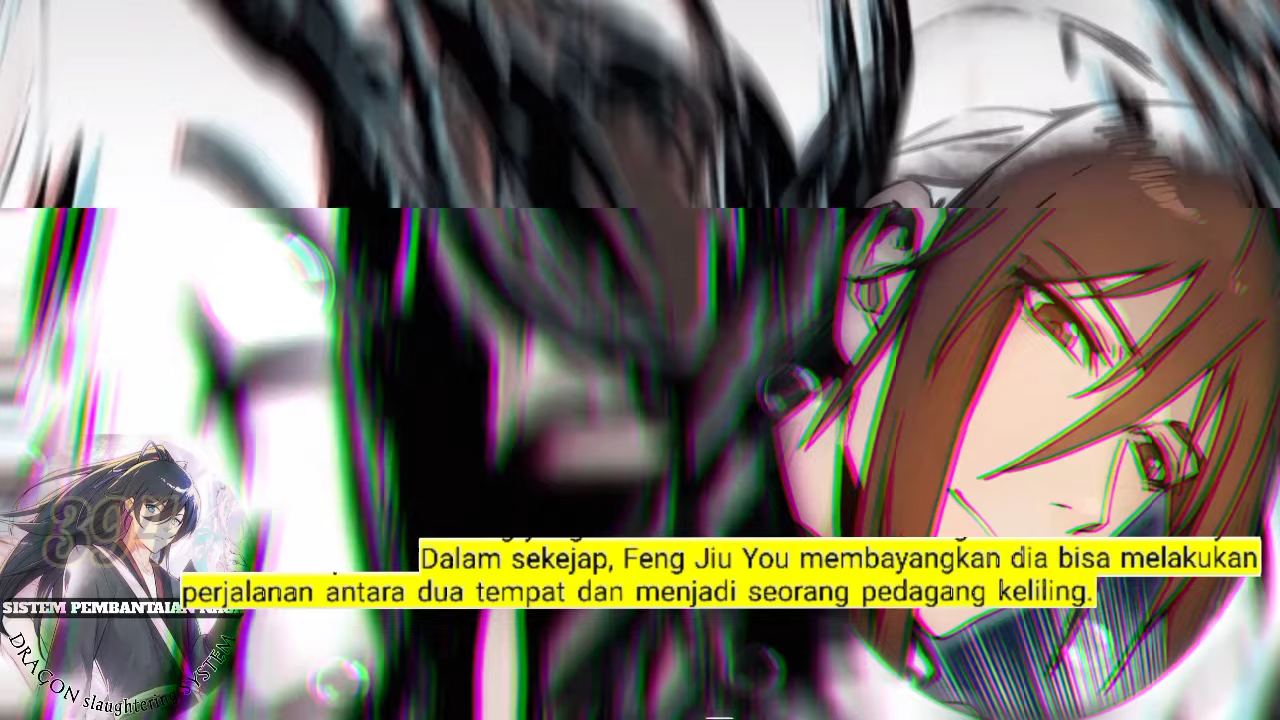 Dalam sekejap, Feng Jiu You membayangkan dia bisa melakukan
perjalanan antara dua tempat dan menjadi seorang pedagang keliling.
SISTEM PEMBANTAIAN
DRAGON slaughtering SYSTEM